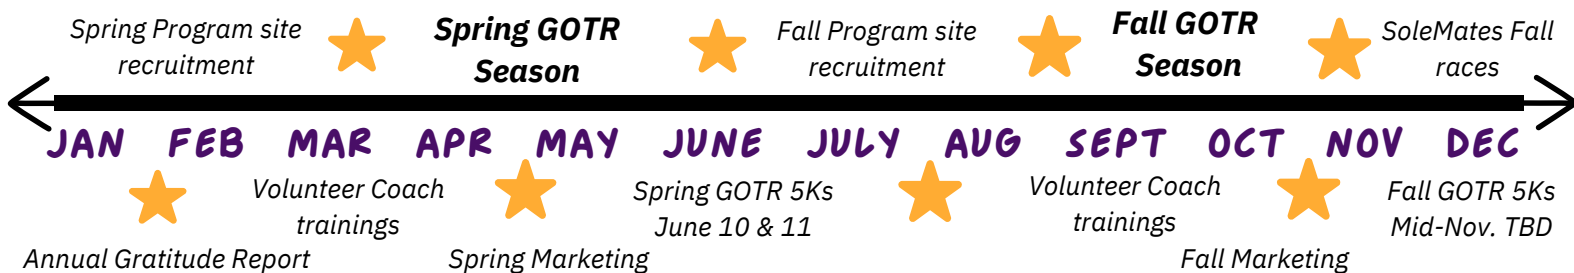 Spring Program site
recruitment
Spring GOTR
Season
Fall Program site
recruitment
Fall GOTR
Season
SoleMates Fall
races
JAN FEB MAR APR MAY JUNE JULY AUG SEPT OCT NOV DEC
Annual Gratitude Report
Volunteer Coach
trainings
Spring Marketing
Spring GOTR 5Ks
June 10 & 11
Volunteer Coach
trainings
Fall Marketing
Fall GOTR 5Ks
Mid-Nov. TBD